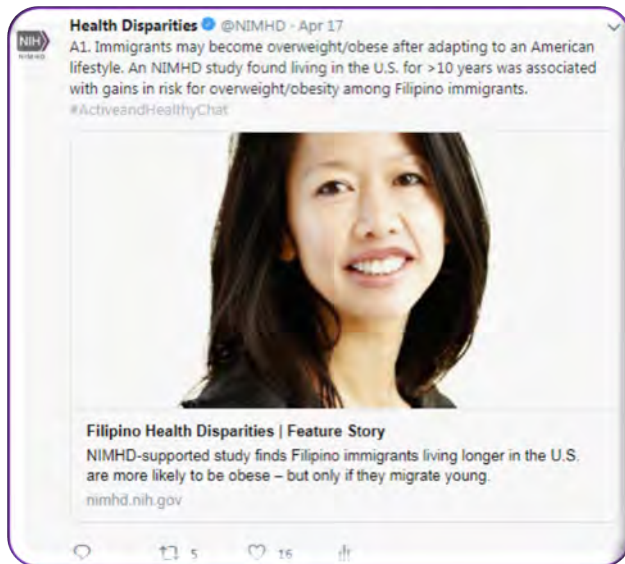 Health Disparities @NIMHD · Apr 17
NIH
NIMHD
A1. Immigrants may become overweight/obese after adapting to an American
lifestyle. An NIMHD study found living in the U.S. for >10 years was associated
with gains in risk for overweight/obesity among Filipino immigrants.
#ActiveandHealthyChat
Filipino Health Disparities | Feature Story
NIMHD-supported study finds Filipino immigrants living longer in the U.S.
are more likely to be obese – but only if they migrate young.
nimhd.nih.gov
5 16